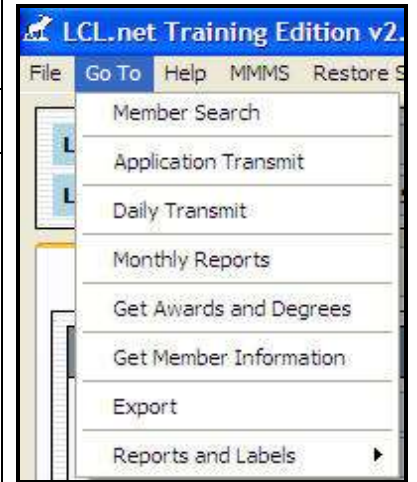 LCL.net Training Edition v2.
File Go To Help MMMS Restore S
Member Search
Application Transmit
Daily Transmit
Monthly Reports
Get Awards and Degrees
Get Member Information
Export
Reports and Labels
L
L